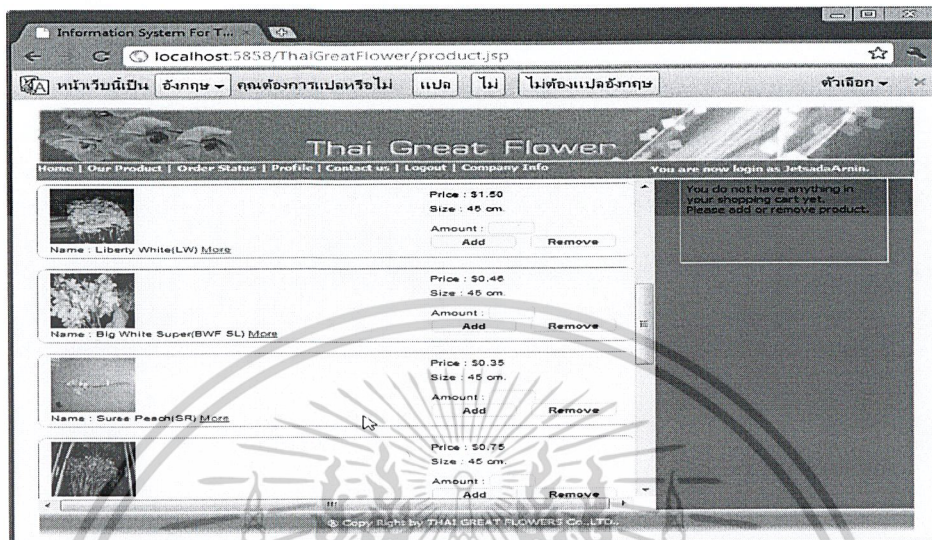 Information System For T...
localhost:5858/ThaiGreatFlower/product.jsp
หน้าเว็บนี้เป็น อังกฤษ คุณต้องการแปลหรือไม่ แปล ไม่ ไม่ต้องแปลอังกฤษ ตัวเลือก
Thai Great Flower
Home | Our Product | Order Status | Profile | Contact us | Logout | Company Info
You are now login as JetsadaArnin.
Price : $1.50
Size : 45 cm.
Amount :
Add Remove
Name : Liberty White(LW) More
Price : $0.46
Size : 45 cm.
Amount :
Add Remove
Name : Big White Super(BWF SL) More
Price : $0.35
Size : 45 cm.
Amount :
Add Remove
Name : Suree Peach(SR) More
Price : $0.75
Size : 45 cm.
Amount :
Add Remove
You do not have anything in
your shopping cart yet.
Please add or remove product.
© Copy Right by THAI GREAT FLOWERS Co.,LTD..